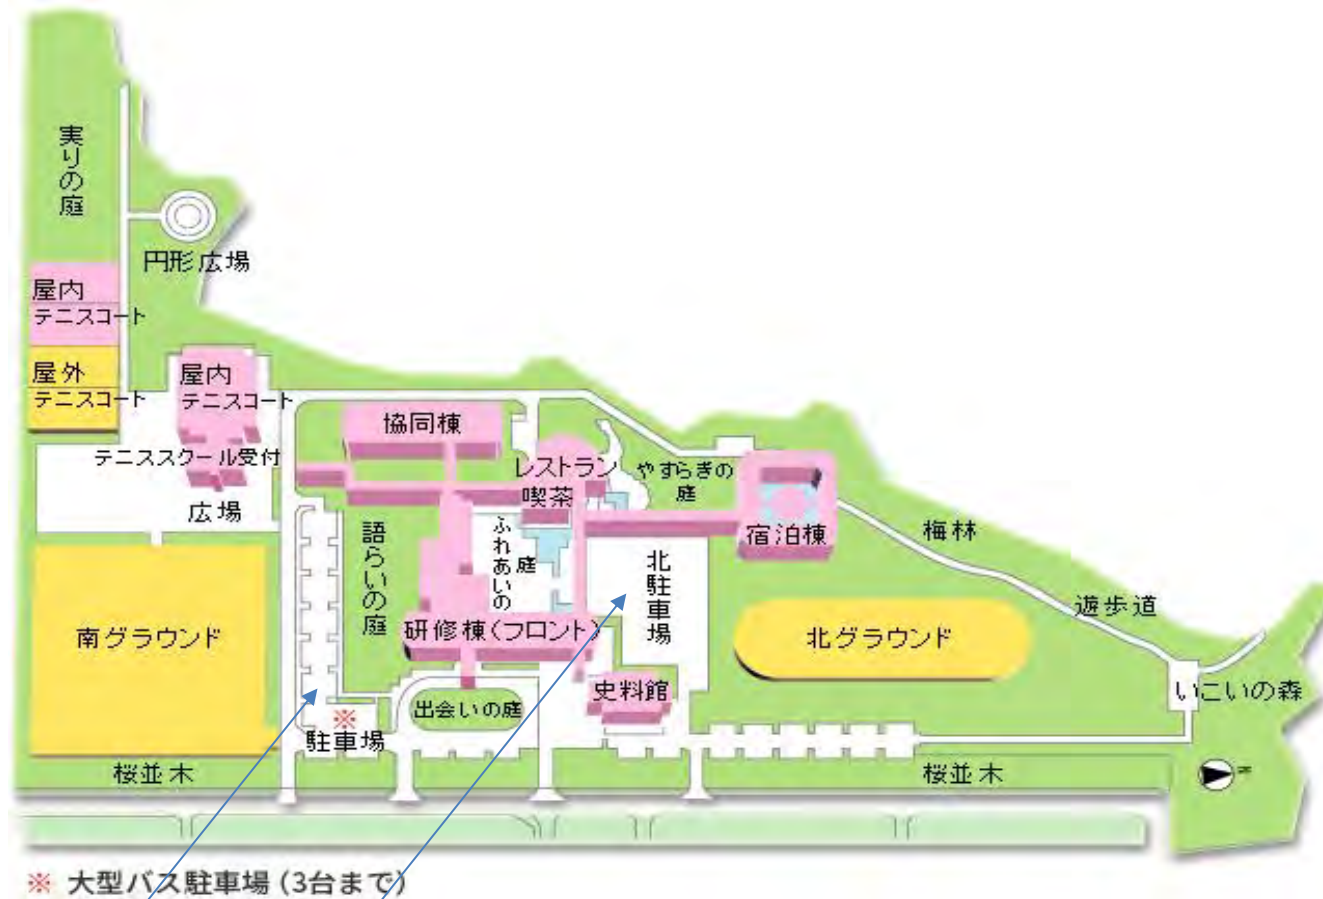 実りの庭
円形広場
屋内
テニスコート
屋外
テニスコート
屋内
テニスコート
テニススクール受付
広場
協同棟
レストラン
喫茶
やすらぎの
庭
宿泊棟
梅林
遊歩道
いこいの森
語らいの庭
ふれあいの
庭
北駐車場
南グラウンド
研修棟(フロント)
北グラウンド
史料館
出会いの庭
※
駐車場
桜並木
桜並木
N
※ 大型バス駐車場 (3台まで)